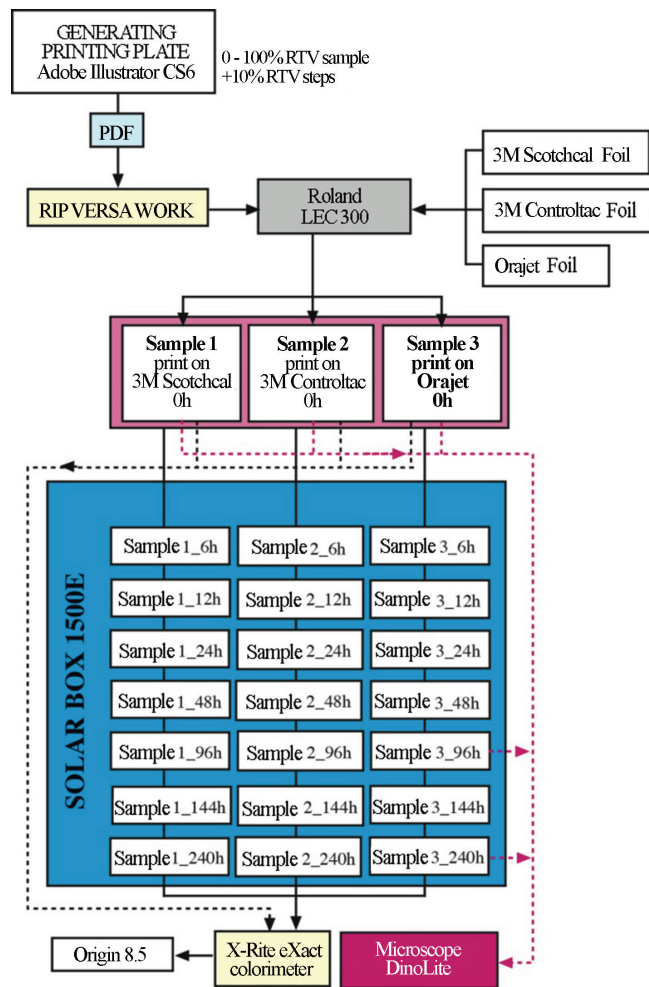 GENERATING
PRINTING PLATE
Adobe Illustrator CS6
0 - 100% RTV sample
+10% RTV steps
PDF
RIP VERSA WORK
Roland
LEC 300
3M Scotchcal Foil
3M Controltac Foil
Orajet Foil
Sample 1
print on
3M Scotchcal
0h
Sample 2
print on
3M Controltac
0h
Sample 3
print on
Orajet
0h
SOLAR BOX 1500E
Sample 1_6h
Sample 2_6h
Sample 3_6h
Sample 1_12h
Sample 2_12h
Sample 3_12h
Sample 1_24h
Sample 2_24h
Sample 3_24h
Sample 1_48h
Sample 2_48h
Sample 3_48h
Sample 1_96h
Sample 2_96h
Sample 3_96h
Sample 1_144h
Sample 2_144h
Sample 3_144h
Sample 1_240h
Sample 2_240h
Sample 3_240h
Origin 8.5
X-Rite eXact
colorimeter
Microscope
DinoLite